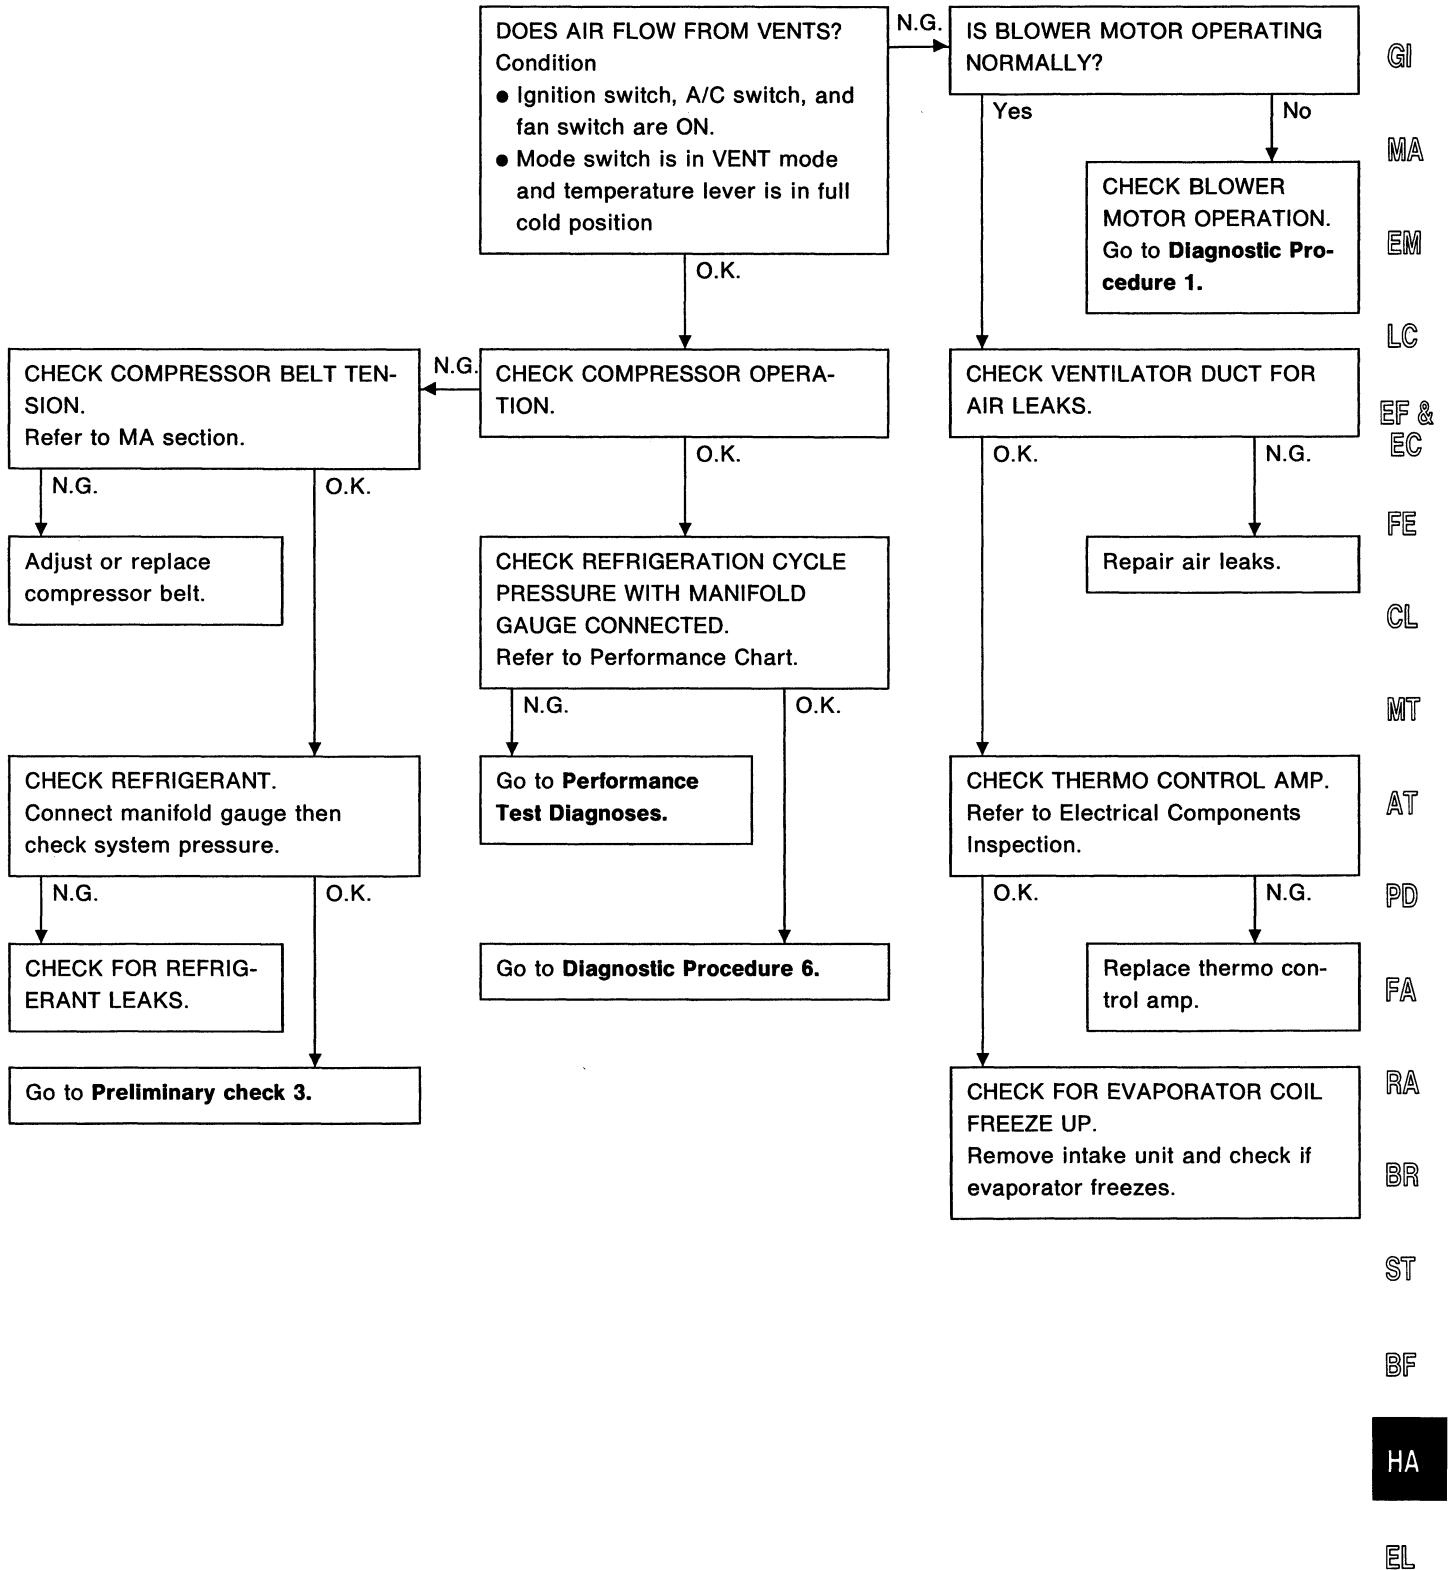 DOES AIR FLOW FROM VENTS?
Condition
● Ignition switch, A/C switch, and
fan switch are ON.
● Mode switch is in VENT mode
and temperature lever is in full
cold position
N.G.
IS BLOWER MOTOR OPERATING
NORMALLY?
Yes
No
CHECK BLOWER
MOTOR OPERATION.
Go to Diagnostic Pro-
cedure 1.
O.K.
CHECK COMPRESSOR BELT TEN-
SION.
Refer to MA section.
N.G.
CHECK COMPRESSOR OPERA-
TION.
CHECK VENTILATOR DUCT FOR
AIR LEAKS.
N.G.
O.K.
O.K.
O.K.
N.G.
Adjust or replace
compressor belt.
CHECK REFRIGERATION CYCLE
PRESSURE WITH MANIFOLD
GAUGE CONNECTED.
Refer to Performance Chart.
Repair air leaks.
N.G.
O.K.
CHECK REFRIGERANT.
Connect manifold gauge then
check system pressure.
Go to Performance
Test Diagnoses.
CHECK THERMO CONTROL AMP.
Refer to Electrical Components
Inspection.
N.G.
O.K.
O.K.
N.G.
CHECK FOR REFRIG-
ERANT LEAKS.
Go to Diagnostic Procedure 6.
Replace thermo con-
trol amp.
Go to Preliminary check 3.
CHECK FOR EVAPORATOR COIL
FREEZE UP.
Remove intake unit and check if
evaporator freezes.
GI
MA
EM
LC
EF &
EC
FE
CL
MT
AT
PD
FA
RA
BR
ST
BF
HA
EL